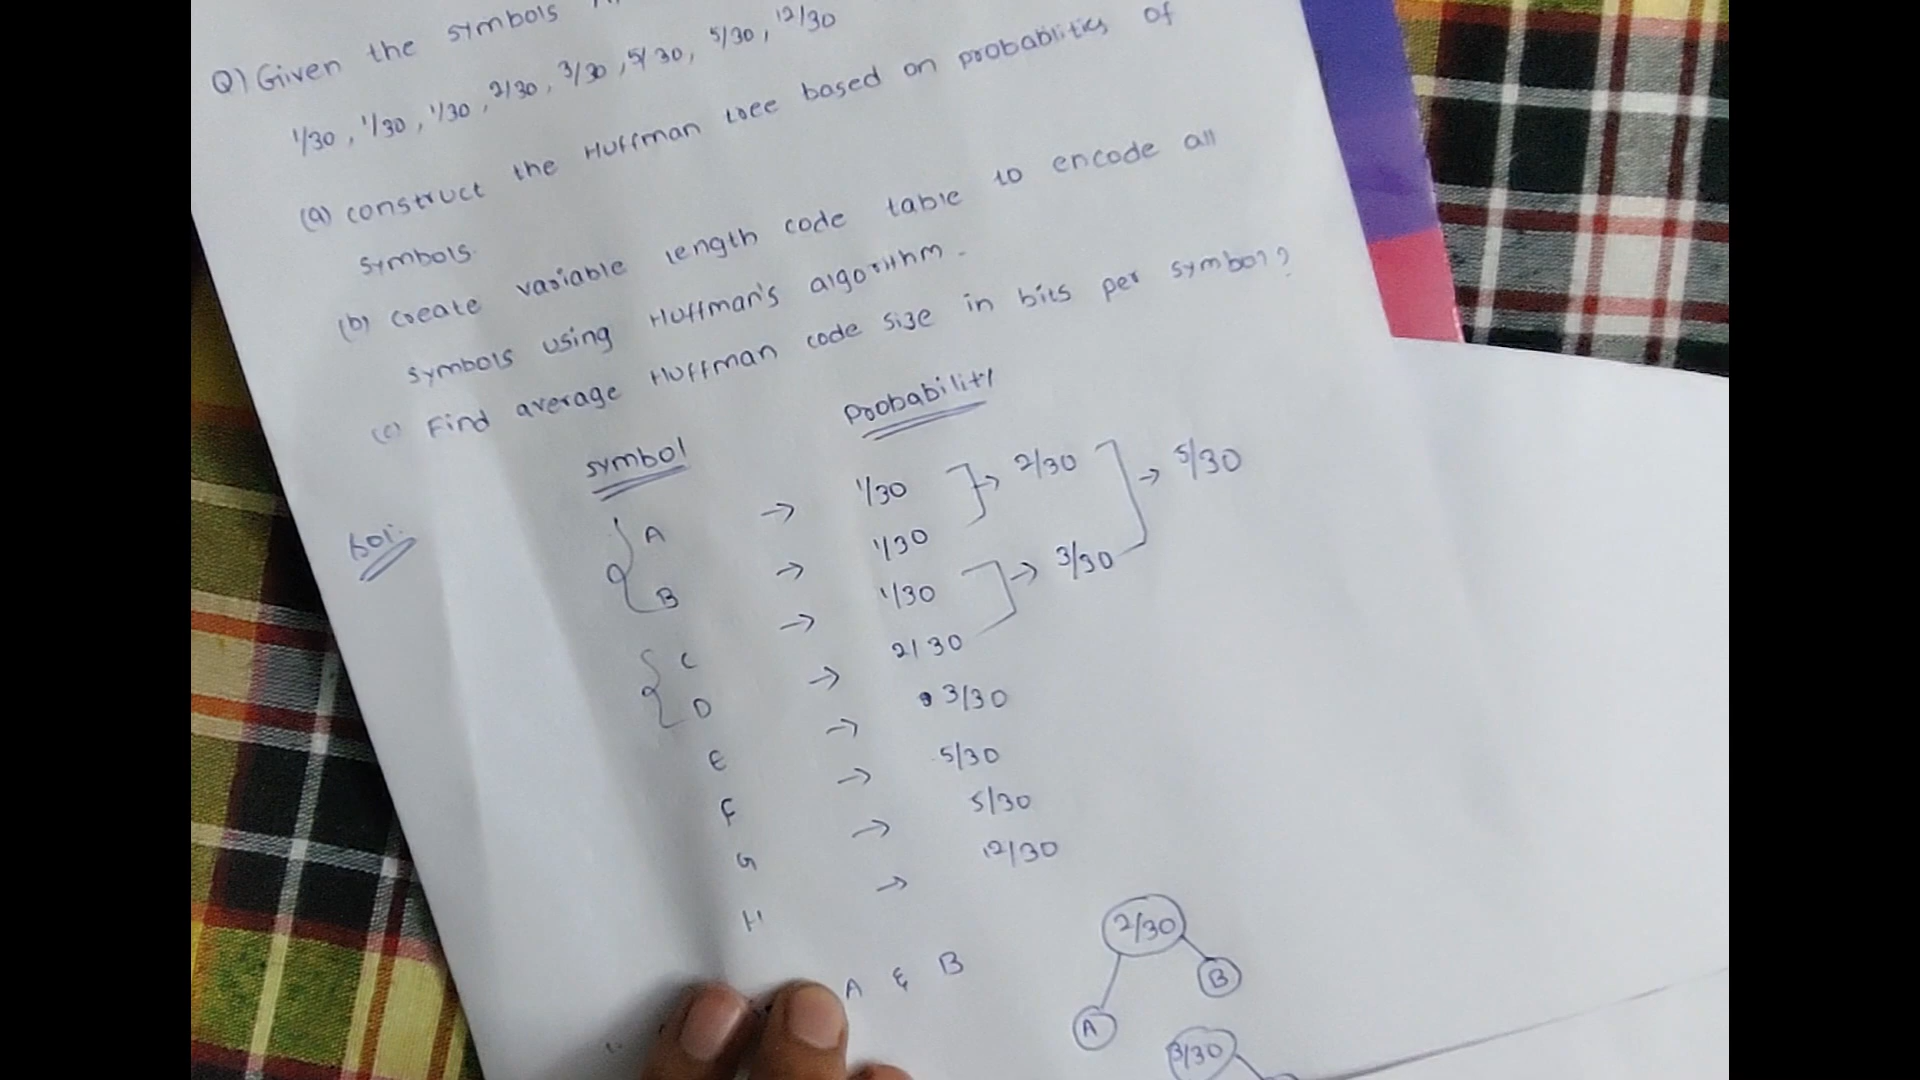 Q) Given the symbols
1/30, 1/30, 1/30, 2/30, 3/30, 5/30, 5/30, 12/30
(a) construct the Huffman tree based on probablities of
symbols.
(b) create variable length code table to encode all
symbols using Huffman's algorithm.
(c) Find average Huffman code size in bits per symbol?
Sol:
symbol probability
A → 1/30 → 2/30 → 5/30
B → 1/30
C → 1/30 → 3/30
D → 2/30
E → 3/30
F → 5/30
G → 5/30
H → 12/30
A & B
2/30
A B
3/30